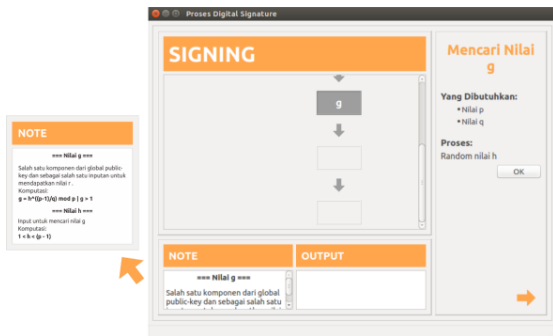 Proses Digital Signature
SIGNING
g
NOTE
=== Nilai g ===
Salah satu komponen dari global
public-key dan sebagai salah satu
OUTPUT
Mencari Nilai
g
Yang Dibutuhkan:
• Nilai p
• Nilai q
Proses:
Random nilai h
OK
NOTE
=== Nilai g ===
Salah satu komponen dari global public-
key dan sebagai salah satu inputan untuk
mendapatkan nilai r .
Komputasi:
g = h^((p-1)/q) mod p | g > 1
=== Nilai h ===
Input untuk mencari nilai g
Komputasi:
1 < h < (p - 1)